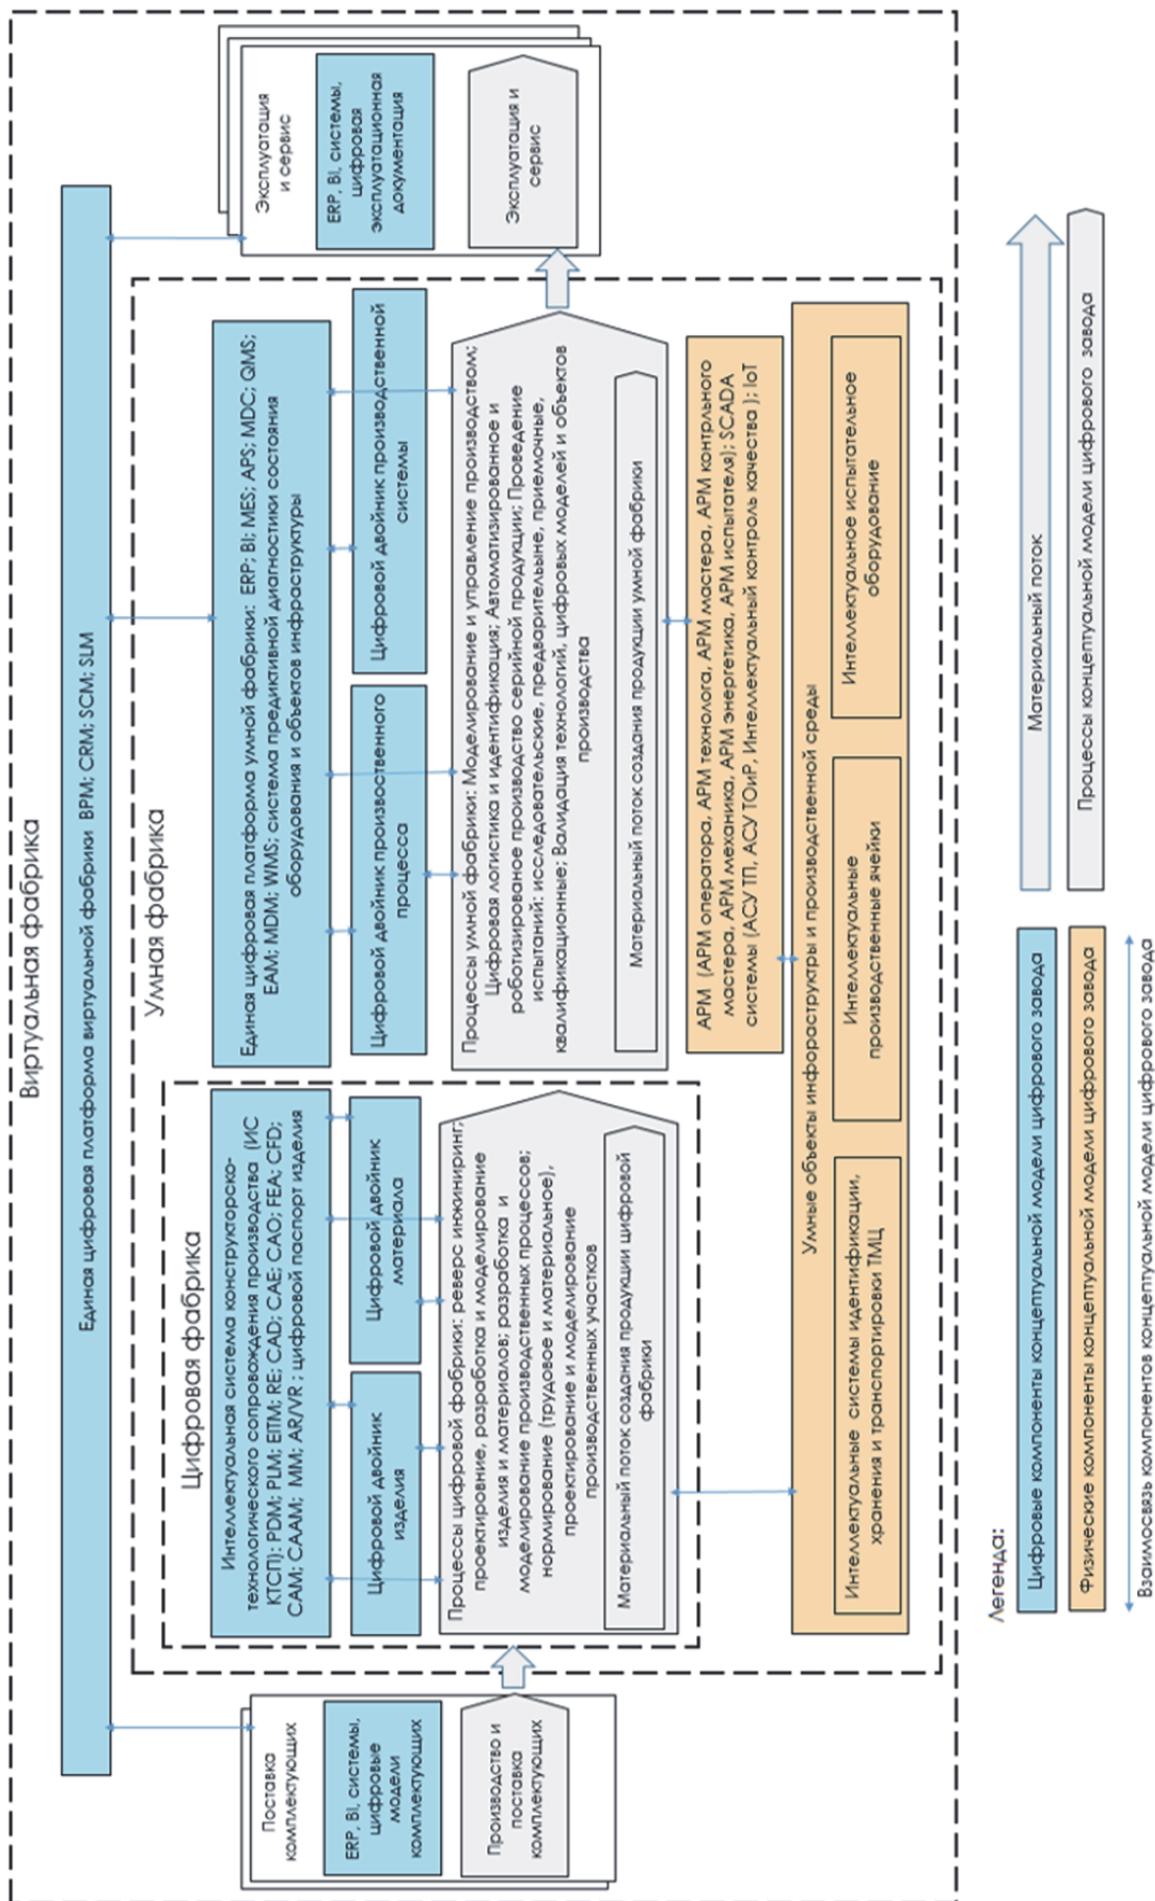 Виртуальная фабрика
Единая цифровая платформа виртуальной фабрики  BPM; CRM; SCM; SLM
Поставка
комплектующих
ERP, BI, системы,
цифровые
модели
комплектующих
Производство и
поставка
комплектующих
Умная фабрика
Цифровая фабрика
Интеллектуальная система конструкторско-
технологического сопровождения производства (ИС
КТСП): PDM; PLM; EITM; RE; CAD; CAE; CAO; FEA; CFD;
CAM; CAAM; MM; AR/VR ; цифровой паспорт изделия
Цифровой двойник
изделия
Цифровой двойник
материала
Процессы цифровой фабрики: реверс инжиниринг;
проектировние, разработка и моделирование
изделия и материалов; разработка и
моделирование производственных процессов;
нормирование (трудовое и материальное),
проектирование и моделирование
производственных участков
Материальный поток создания продукции цифровой
фабрики
Единая цифровая платформа умной фабрики:  ERP; BI; MES; APS; MDC; QMS;
EAM; MDM; WMS; система предиктивной диагностики состояния
оборудования и объектов инфраструктуры
Цифровой двойник произвоственного
процесса
Цифровой двойник производственной
системы
Процессы умной фабрики: Моделирование и управление производством;
Цифровая логистика и идентификация; Автоматизированное и
роботизированое производство серийной продукции; Проведение
испытаний: исследовательские, предварительыне, приемочные,
квалификационные; Валидация технологий, цифровых моделей и объектов
производства
Материальный поток создания продукции умной фабрики
АРМ (АРМ оператора, АРМ технолога, АРМ мастера, АРМ контрльного
мастера, АРМ механика, АРМ энергетика, АРМ испытателя); SCADA
системы (АСУ ТП, АСУ ТОиР, Интеллектуальный контроль качества ); IoT
Умные объекты инфораструктуры и производственной среды
Интеллектуальные  системы идентификации,
хранения и транспортировки ТМЦ
Интеллектуальные
производственные ячейки
Интеллектуальное испытательное
оборудование
Эксплуатация
и сервис
ERP, BI, системы,
цифровая
эксплуатационная
документация
Эксплуатация и
сервис
Легенда:
Цифровые компоненты концептуальной модели цифрового завода
Физические компоненты концептуальной модели цифрового завода
Взаимосвязь компонентов концептуальной модели цифрового завода
Материальный поток
Процессы концептуальной модели цифрового  завода